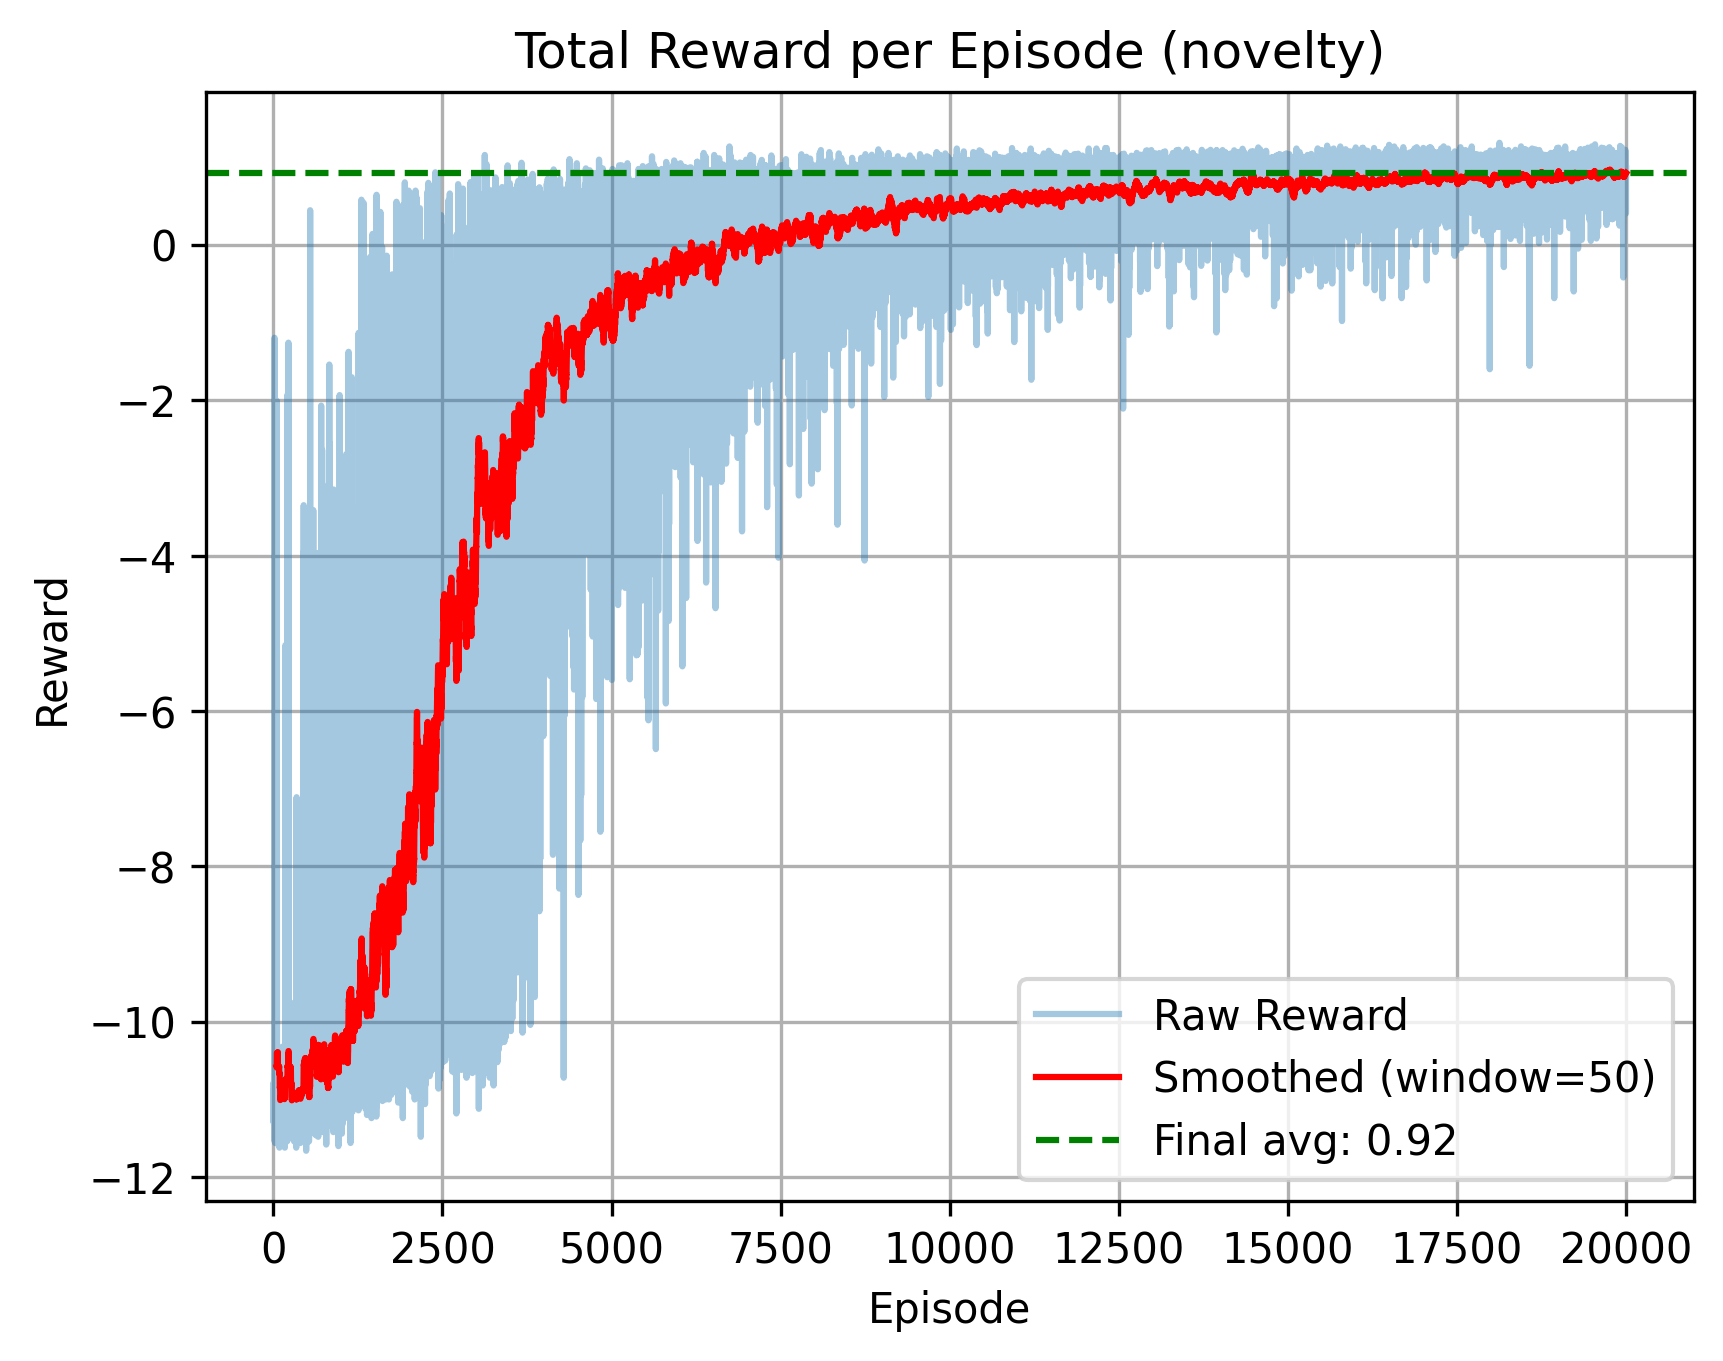 Total Reward per Episode (novelty)
Reward
0
−2
−4
−6
−8
−10
−12
Raw Reward
Smoothed (window=50)
Final avg: 0.92
0 2500 5000 7500 10000 12500 15000 17500 20000
Episode